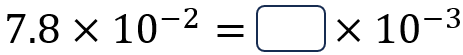 7.8 × 10⁻² = × 10⁻³